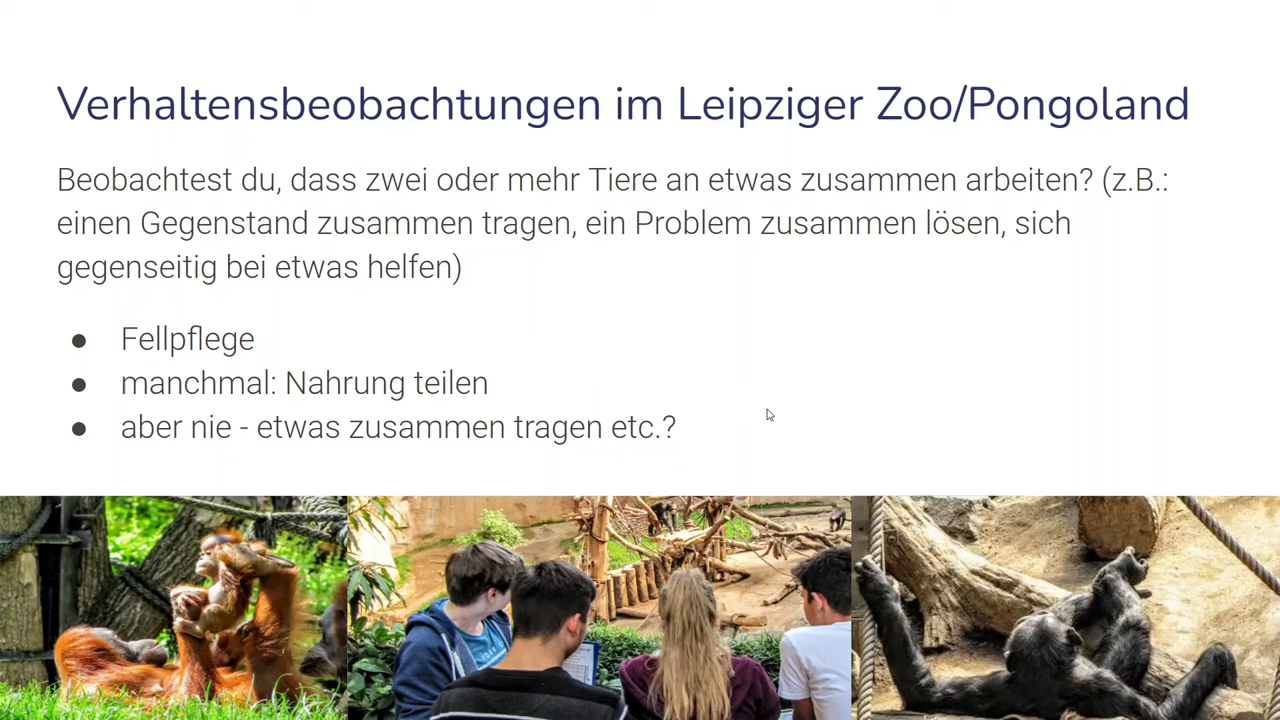 Verhaltensbeobachtungen im Leipziger Zoo/Pongoland
Beobachtest du, dass zwei oder mehr Tiere an etwas zusammen arbeiten? (z.B.:
einen Gegenstand zusammen tragen, ein Problem zusammen lösen, sich
gegenseitig bei etwas helfen)
● Fellpflege
● manchmal: Nahrung teilen
● aber nie - etwas zusammen tragen etc.?